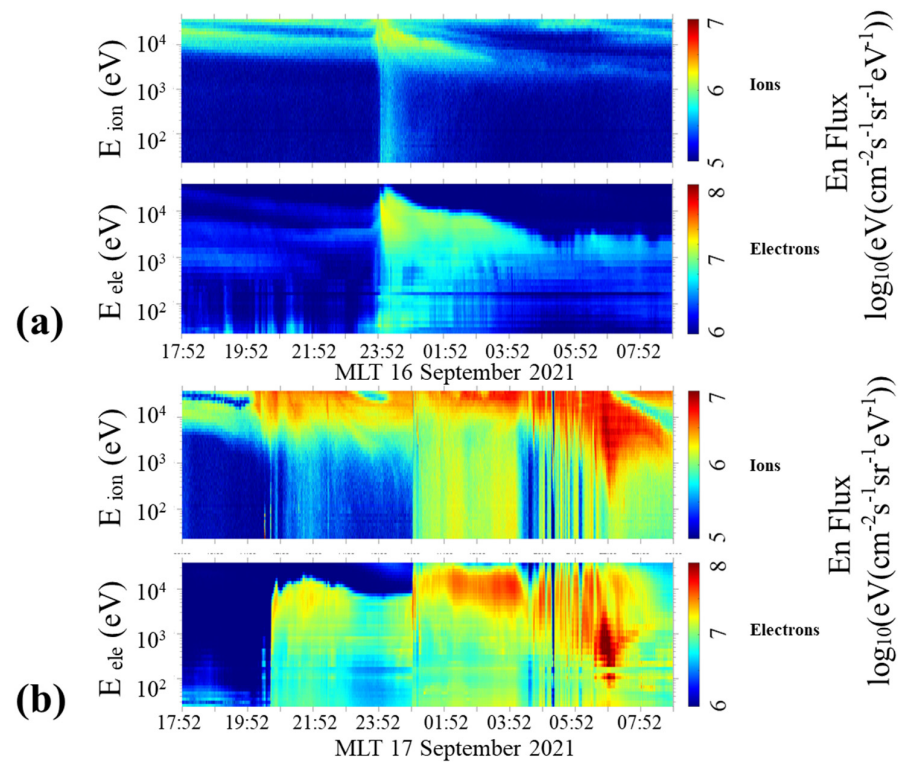 (a)
E ion (eV)
10⁴
10³
10²
7
6
5
Ions
E ele (eV)
10⁴
10³
10²
8
7
6
Electrons
En Flux
log₁₀(eV(cm⁻²s⁻¹sr⁻¹eV⁻¹))
17:52 19:52 21:52 23:52 01:52 03:52 05:52 07:52
MLT 16 September 2021
(b)
E ion (eV)
10⁴
10³
10²
7
6
5
Ions
E ele (eV)
10⁴
10³
10²
8
7
6
Electrons
En Flux
log₁₀(eV(cm⁻²s⁻¹sr⁻¹eV⁻¹))
17:52 19:52 21:52 23:52 01:52 03:52 05:52 07:52
MLT 17 September 2021